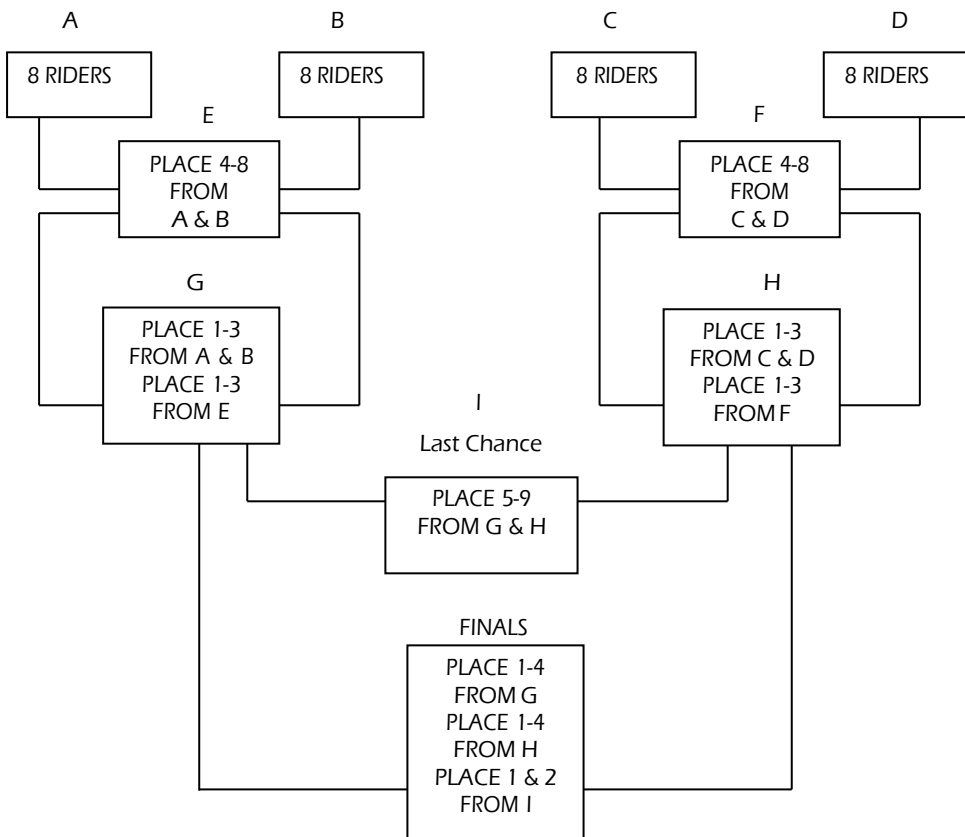 A
B
C
D
8 RIDERS
8 RIDERS
8 RIDERS
8 RIDERS
E
F
PLACE 4-8
FROM
A & B
PLACE 4-8
FROM
C & D
G
H
PLACE 1-3
FROM A & B
PLACE 1-3
FROM E
PLACE 1-3
FROM C & D
PLACE 1-3
FROM F
I
Last Chance
PLACE 5-9
FROM G & H
FINALS
PLACE 1-4
FROM G
PLACE 1-4
FROM H
PLACE 1 & 2
FROM I